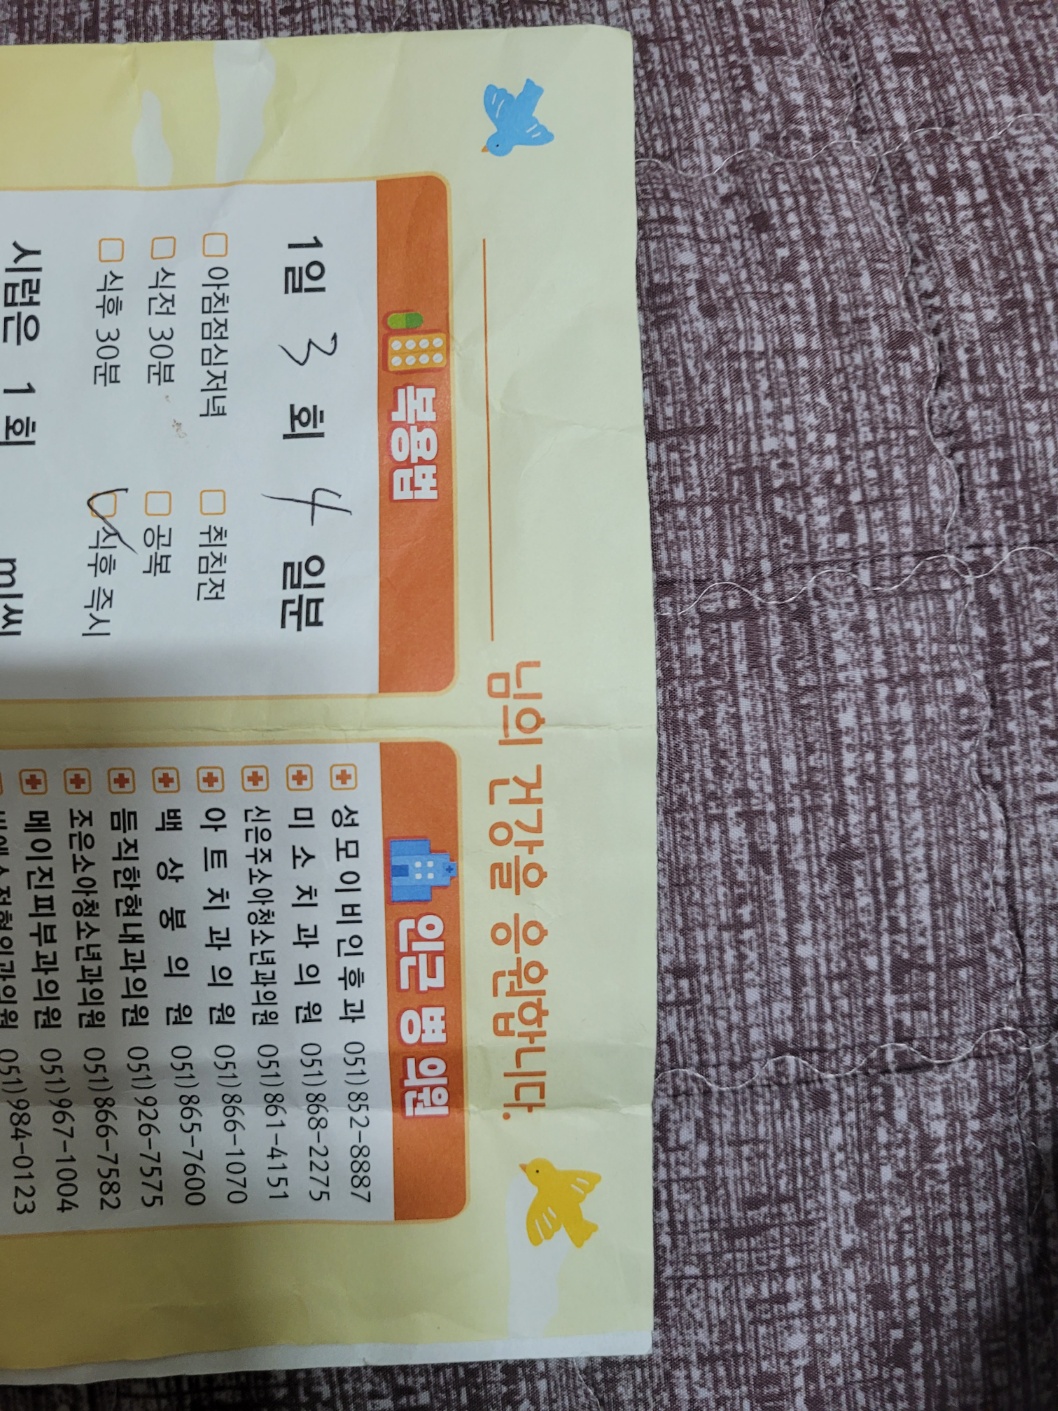 님의 건강을 응원합니다.
복용법
1일 3 회 4 일분
아침점심저녁 취침전
식전 30분 공복
식후 30분 식후 즉시
시럽은 1 회
인근 병 의원
성모이비인후과 051)852-8887
미소치과의원 051)868-2275
신은주소아청소년과의원 051)861-4151
아트치과의원 051)866-1070
백상봉의원 051)865-7600
듬직한현내과의원 051)926-7575
조은소아청소년과의원 051)866-7582
메이진피부과의원 051)967-1004
051)984-0123